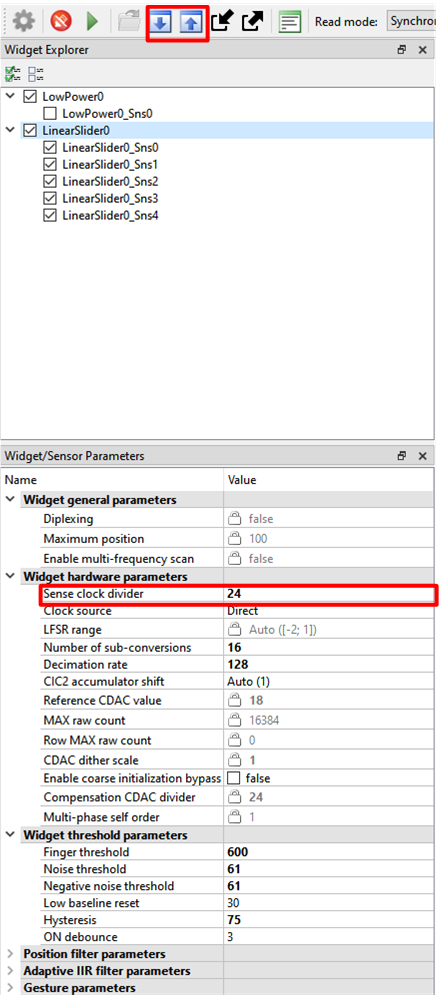 Read mode: Synchron
Widget Explorer
LowPower0
LowPower0_Sns0
LinearSlider0
LinearSlider0_Sns0
LinearSlider0_Sns1
LinearSlider0_Sns2
LinearSlider0_Sns3
LinearSlider0_Sns4
Widget/Sensor Parameters
Name Value
Widget general parameters
Diplexing false
Maximum position 100
Enable multi-frequency scan false
Widget hardware parameters
Sense clock divider 24
Clock source Direct
LFSR range Auto ([-2; 1])
Number of sub-conversions 16
Decimation rate 128
CIC2 accumulator shift Auto (1)
Reference CDAC value 18
MAX raw count 16384
Row MAX raw count 0
CDAC dither scale 1
Enable coarse initialization bypass false
Compensation CDAC divider 24
Multi-phase self order 1
Widget threshold parameters
Finger threshold 600
Noise threshold 61
Negative noise threshold 61
Low baseline reset 30
Hysteresis 75
ON debounce 3
Position filter parameters
Adaptive IIR filter parameters
Gesture parameters